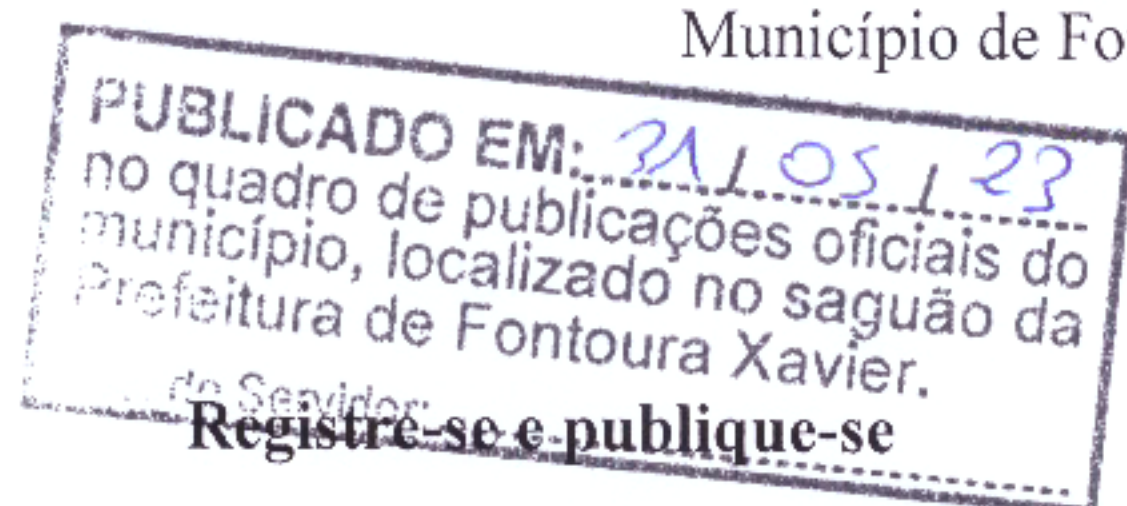 Município de Fo
PUBLICADO EM: 31 / 05 / 23
no quadro de publicações oficiais do
município, localizado no saguão da
Prefeitura de Fontoura Xavier.
de Servidor:
Registre-se e publique-se